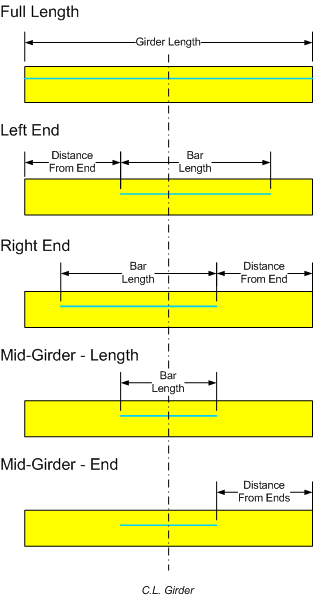 Full Length
Girder Length
Left End
Distance
From End
Bar
Length
Right End
Bar
Length
Distance
From End
Mid-Girder - Length
Bar
Length
Mid-Girder - End
Distance
From Ends
C.L. Girder